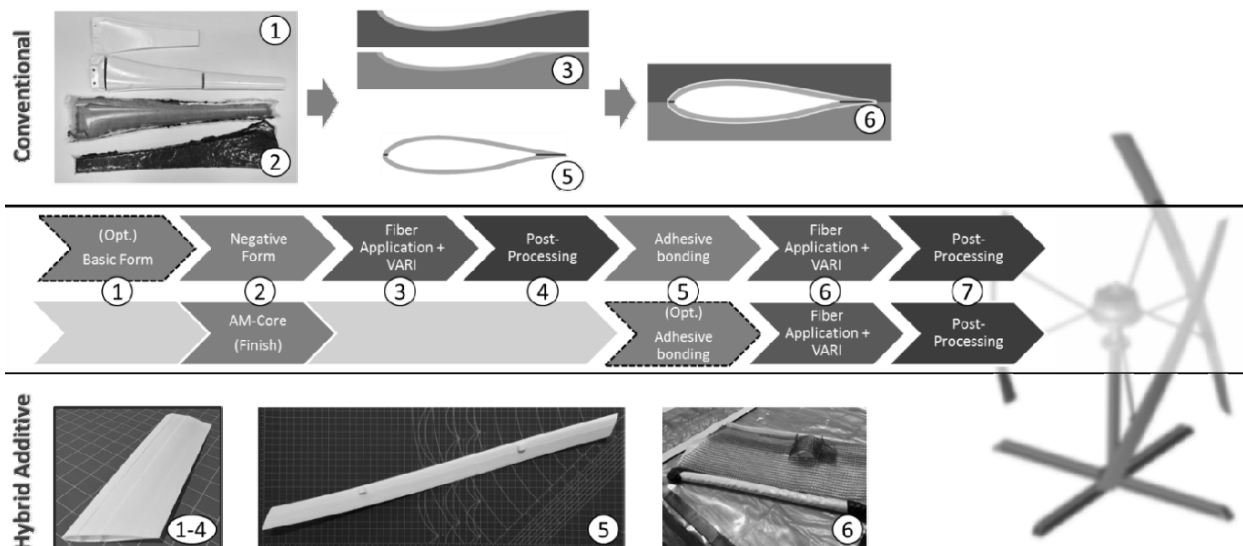 Conventional
1
2
3
5
6
(Opt.)
Basic Form
Negative
Form
Fiber
Application +
VARI
Post-
Processing
Adhesive
bonding
Fiber
Application +
VARI
Post-
Processing
1
2
3
4
5
6
7
AM-Core
(Finish)
(Opt.)
Adhesive
bonding
Fiber
Application +
VARI
Post-
Processing
Hybrid Additive
1-4
5
6